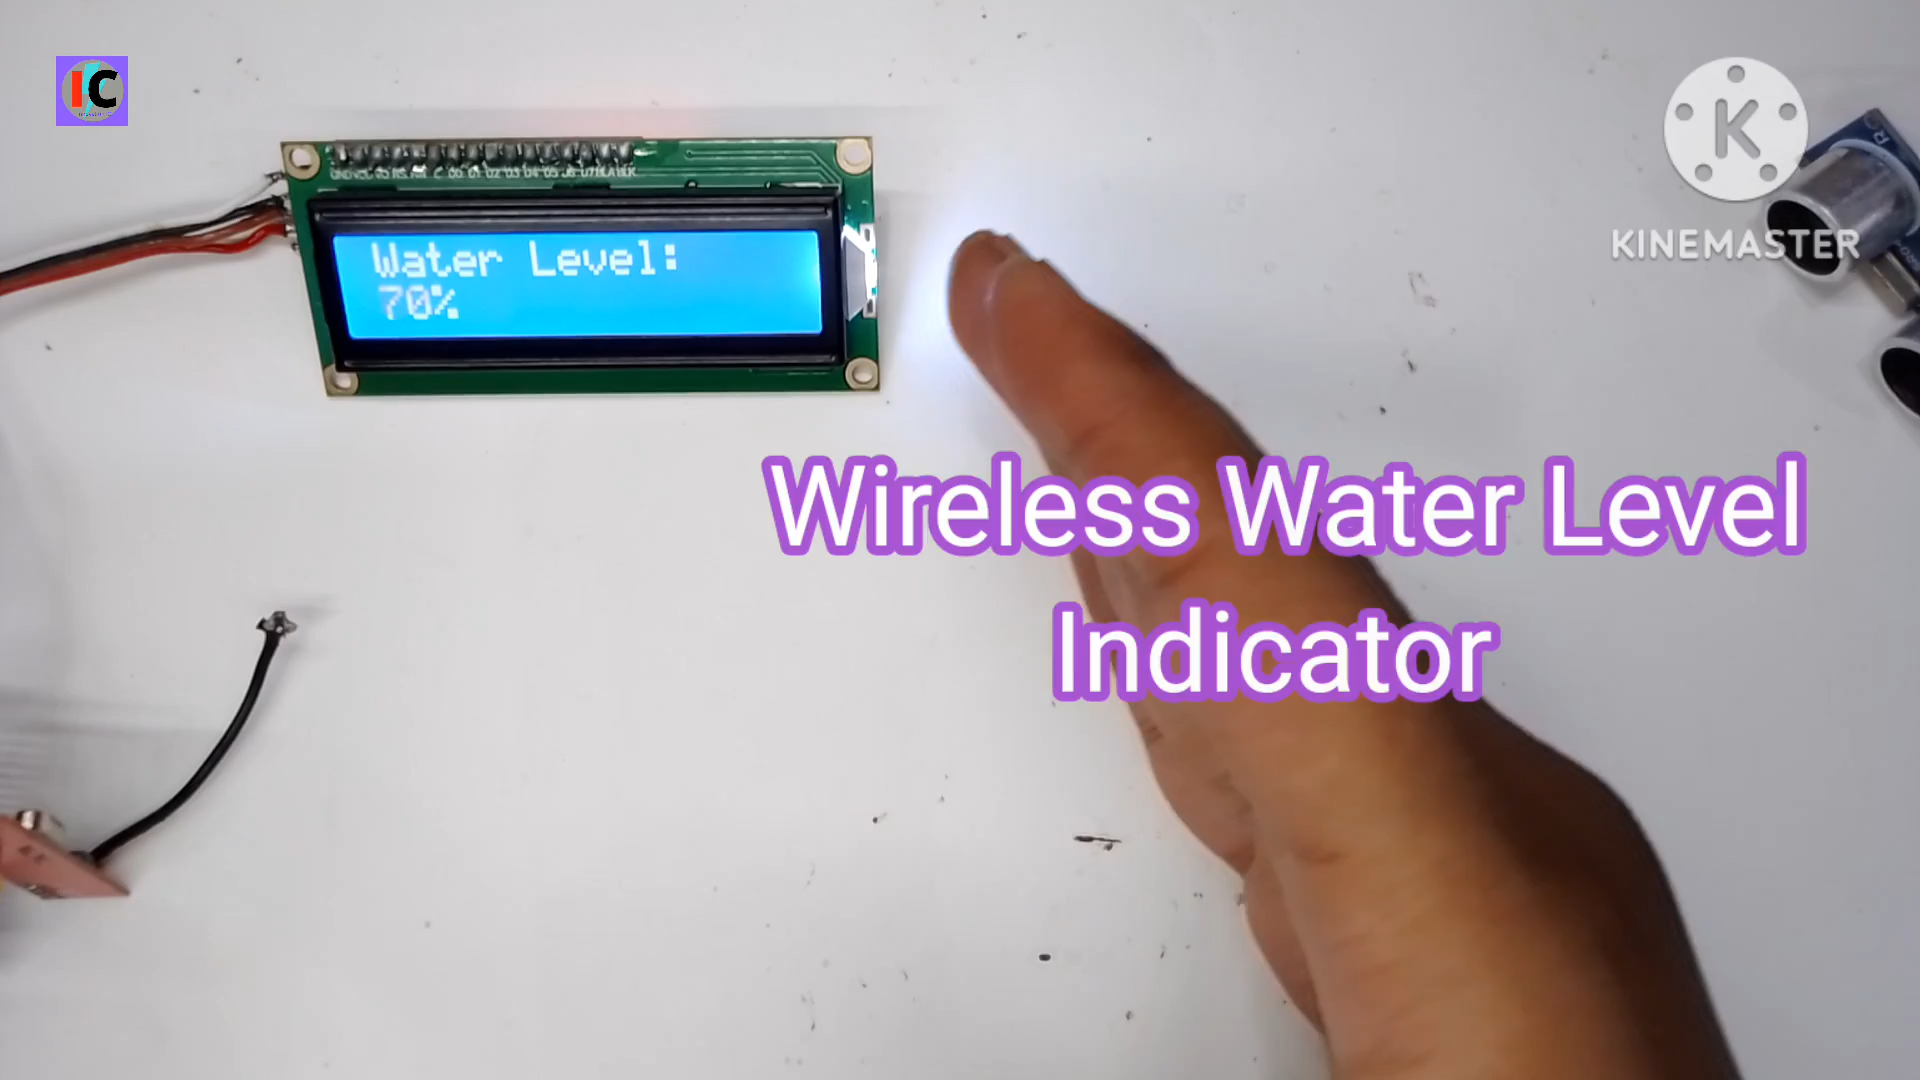 IC
K
KINEMASTER
R
Water Level:
70%
Wireless Water Level
Indicator